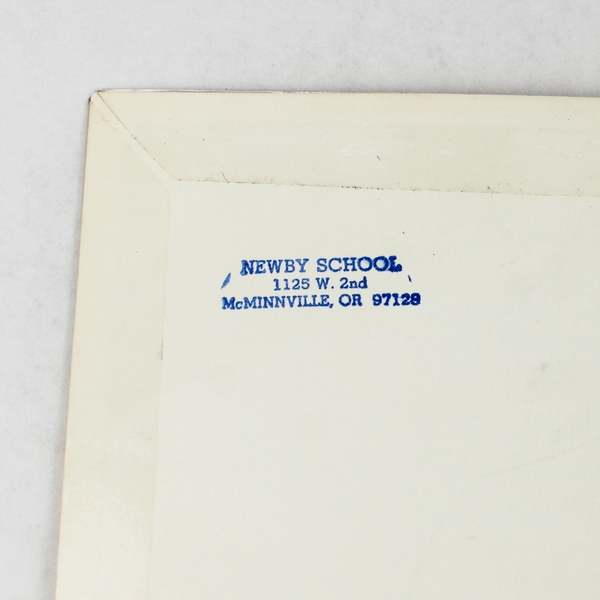 NEWBY SCHOOL
1125 W. 2nd
McMINNVILLE, OR 97128